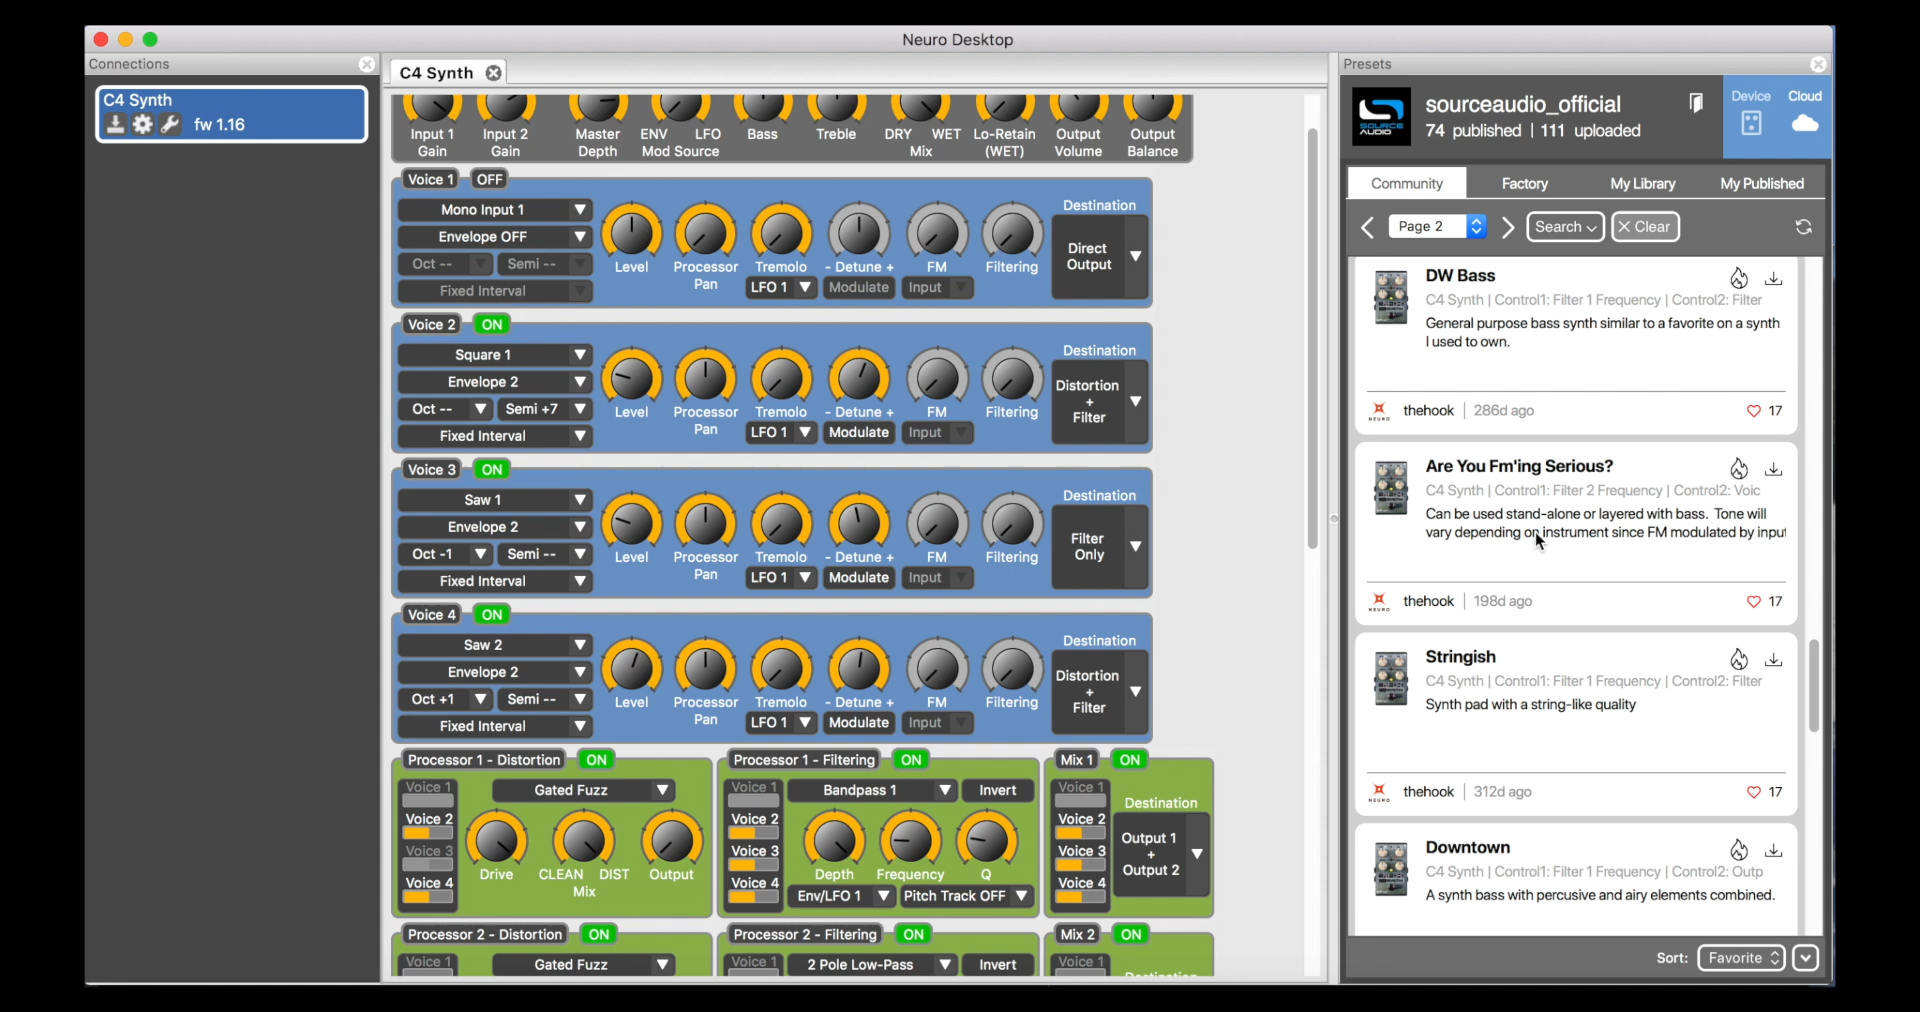 Neuro Desktop
Connections
C4 Synth
fw 1.16
C4 Synth
Input 1 Gain
Input 2 Gain
Master Depth
ENV LFO
Mod Source
Bass
Treble
DRY WET
Mix
Lo-Retain (WET)
Output Volume
Output Balance
Voice 1 OFF
Mono Input 1
Envelope OFF
Oct -- Semi --
Fixed Interval
Level
Processor Pan
Tremolo
LFO 1
- Detune +
Modulate
FM
Input
Filtering
Destination
Direct Output
Voice 2 ON
Square 1
Envelope 2
Oct -- Semi +7
Fixed Interval
Level
Processor Pan
Tremolo
LFO 1
- Detune +
Modulate
FM
Input
Filtering
Destination
Distortion + Filter
Voice 3 ON
Saw 1
Envelope 2
Oct -1 Semi --
Fixed Interval
Level
Processor Pan
Tremolo
LFO 1
- Detune +
Modulate
FM
Input
Filtering
Destination
Filter Only
Voice 4 ON
Saw 2
Envelope 2
Oct +1 Semi --
Fixed Interval
Level
Processor Pan
Tremolo
LFO 1
- Detune +
Modulate
FM
Input
Filtering
Destination
Distortion + Filter
Processor 1 - Distortion ON
Voice 1
Voice 2
Voice 3
Voice 4
Gated Fuzz
Drive
CLEAN DIST
Mix
Output
Processor 1 - Filtering ON
Voice 1
Voice 2
Voice 3
Voice 4
Bandpass 1 Invert
Depth Frequency Q
Env/LFO 1 Pitch Track OFF
Mix 1 ON
Voice 1
Voice 2
Voice 3
Voice 4
Destination
Output 1
+
Output 2
Processor 2 - Distortion ON
Voice 1
Gated Fuzz
Processor 2 - Filtering ON
Voice 1
2 Pole Low-Pass Invert
Mix 2 ON
Voice 1
Destination
Presets
SOURCE AUDIO
sourceaudio_official
74 published | 111 uploaded
Device Cloud
Community Factory My Library My Published
Page 2 Search X Clear
DW Bass
C4 Synth | Control1: Filter 1 Frequency | Control2: Filter
General purpose bass synth similar to a favorite on a synth
I used to own.
NEURO thehook | 286d ago 17
Are You Fm'ing Serious?
C4 Synth | Control1: Filter 2 Frequency | Control2: Voic
Can be used stand-alone or layered with bass. Tone will
vary depending on instrument since FM modulated by input
NEURO thehook | 198d ago 17
Stringish
C4 Synth | Control1: Filter 1 Frequency | Control2: Filter
Synth pad with a string-like quality
NEURO thehook | 312d ago 17
Downtown
C4 Synth | Control1: Filter 1 Frequency | Control2: Outp
A synth bass with percusive and airy elements combined.
Sort: Favorite